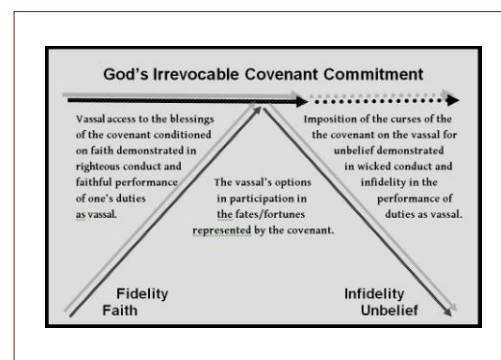 God's Irrevocable Covenant Commitment
Vassal access to the blessings
of the covenant conditioned
on faith demonstrated in
righteous conduct and
faithful performance
of one's duties
as vassal.
The vassal's options
in participation in
the fates/fortunes
represented by the covenant.
Imposition of the curses of the
the covenant on the vassal for
unbelief demonstrated
in wicked conduct and
infidelity in the
performance of
duties as vassal.
Fidelity
Faith
Infidelity
Unbelief